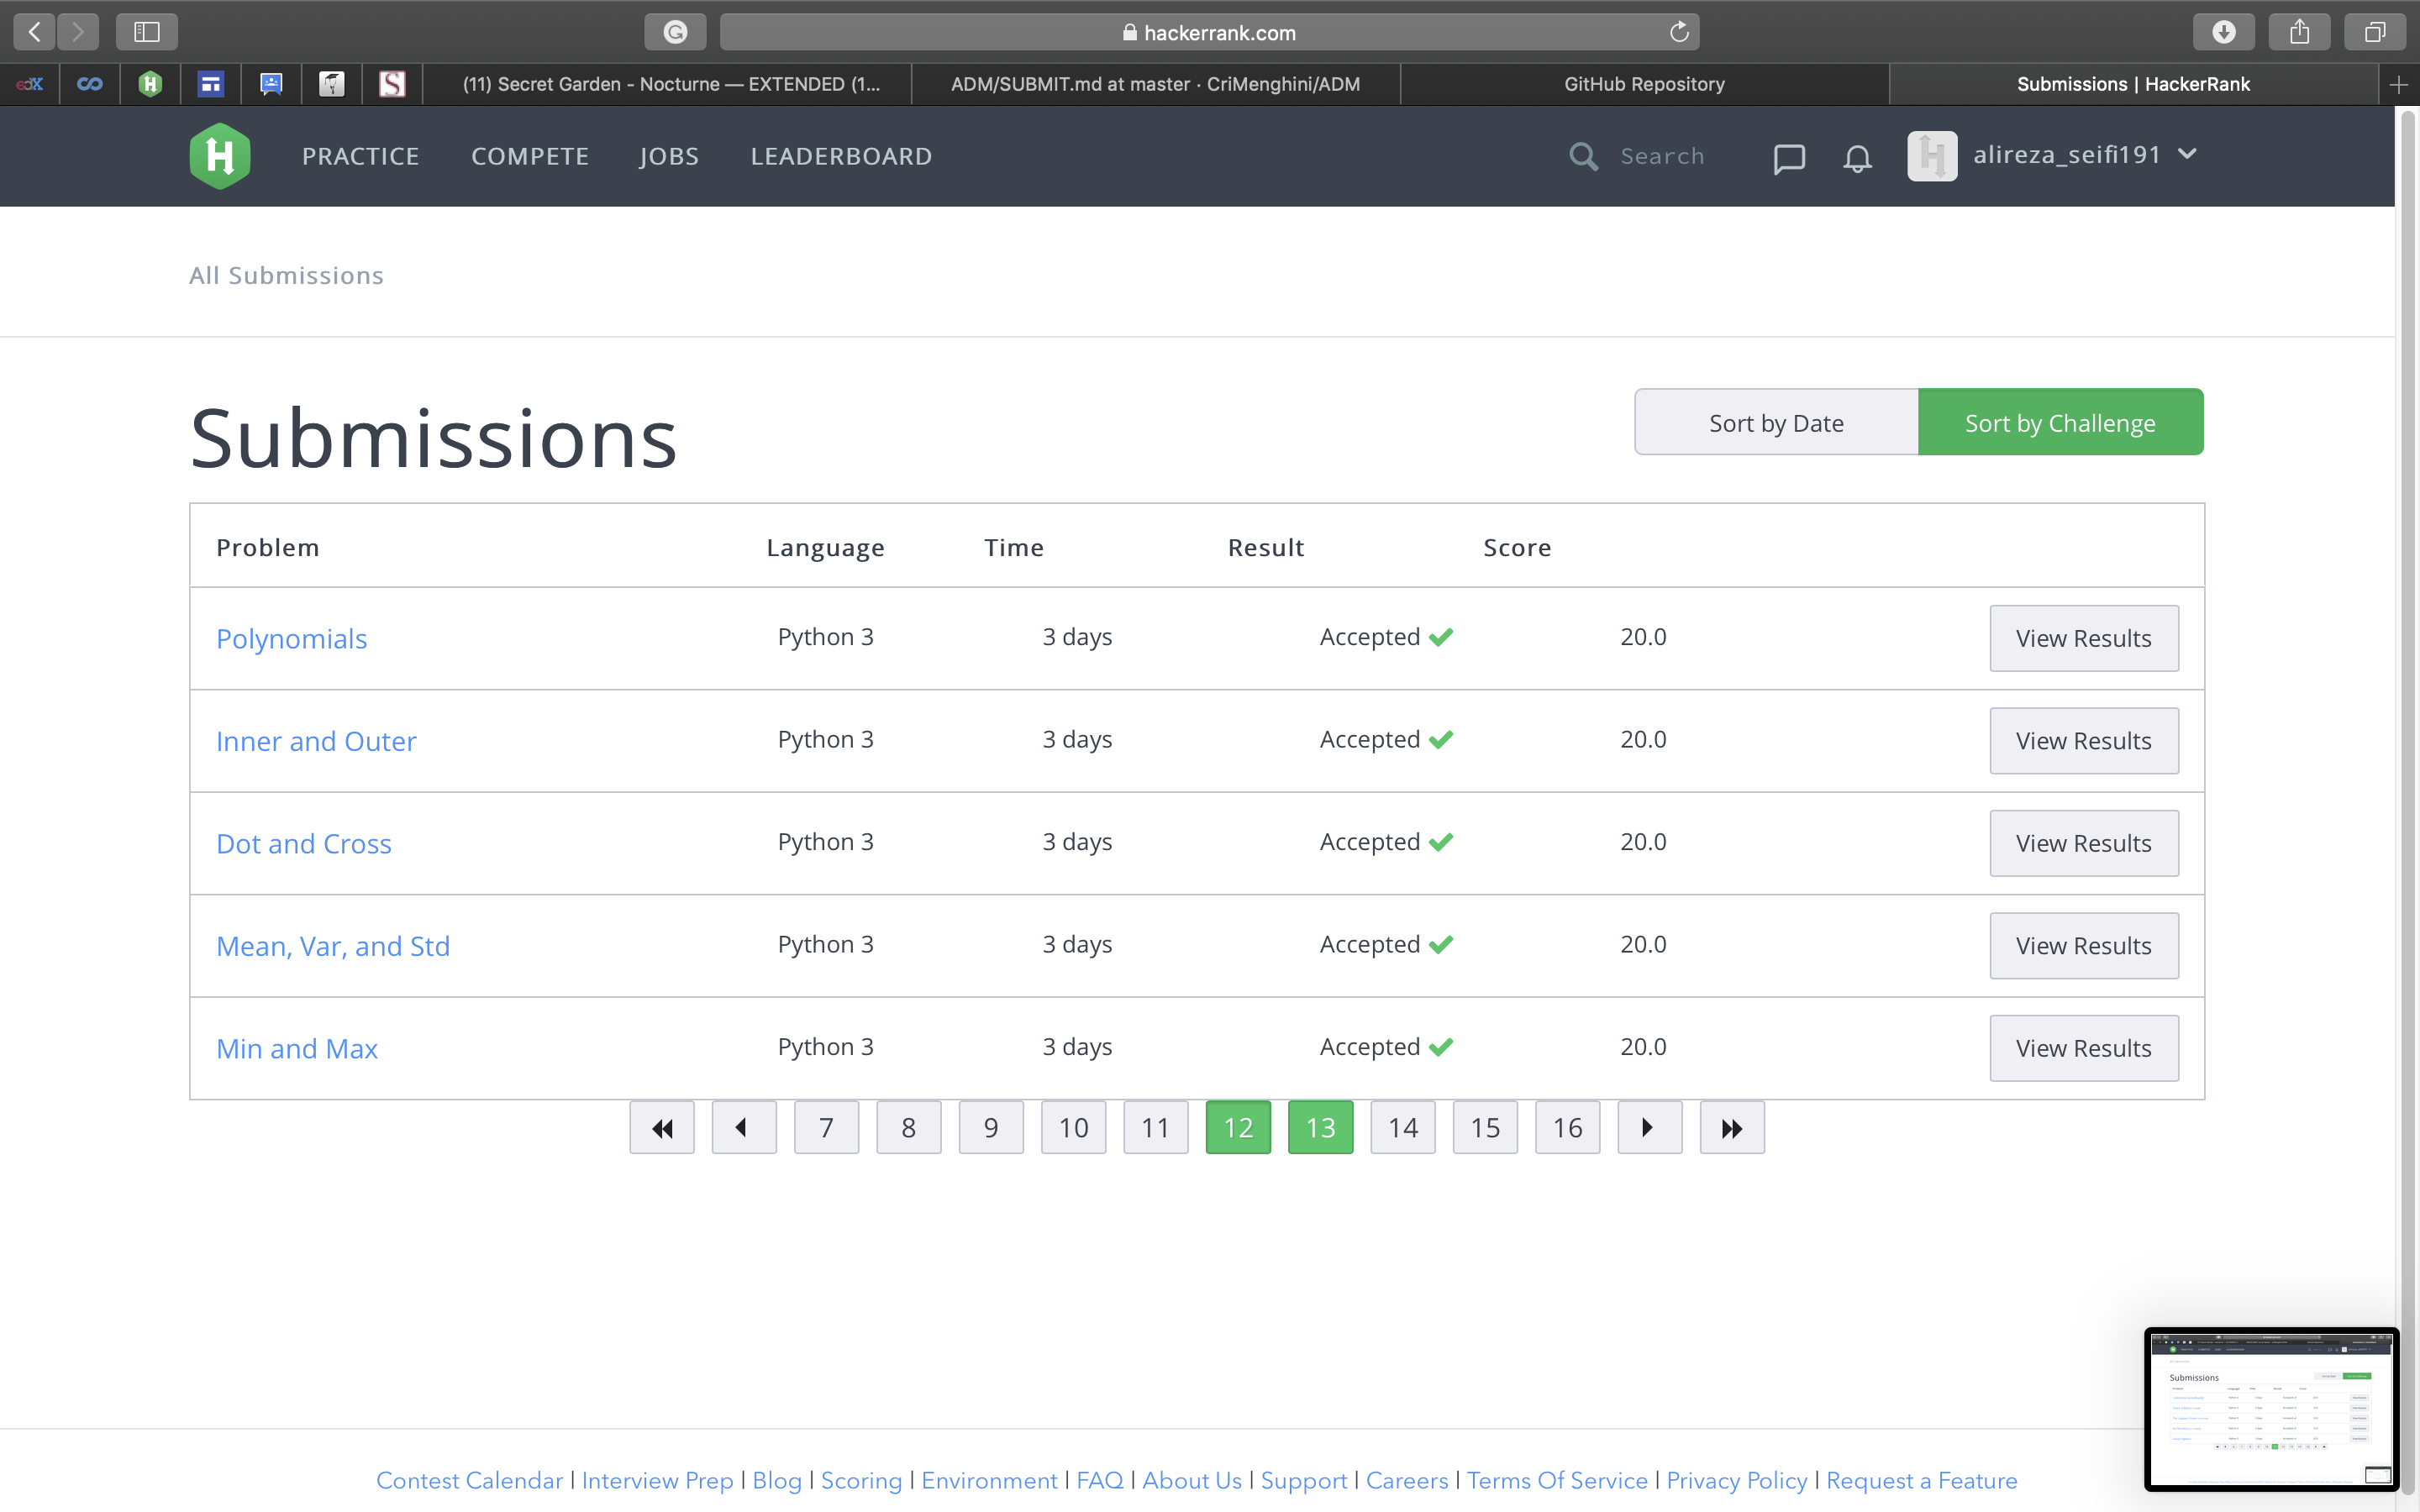 hackerrank.com
(11) Secret Garden - Nocturne — EXTENDED (1... ADM/SUBMIT.md at master · CriMenghini/ADM GitHub Repository Submissions | HackerRank
PRACTICE COMPETE JOBS LEADERBOARD Search alireza_seifi191
All Submissions
Submissions
Sort by Date Sort by Challenge
Problem Language Time Result Score
Polynomials Python 3 3 days Accepted 20.0 View Results
Inner and Outer Python 3 3 days Accepted 20.0 View Results
Dot and Cross Python 3 3 days Accepted 20.0 View Results
Mean, Var, and Std Python 3 3 days Accepted 20.0 View Results
Min and Max Python 3 3 days Accepted 20.0 View Results
7 8 9 10 11 12 13 14 15 16
Submissions
Contest Calendar | Interview Prep | Blog | Scoring | Environment | FAQ | About Us | Support | Careers | Terms Of Service | Privacy Policy | Request a Feature